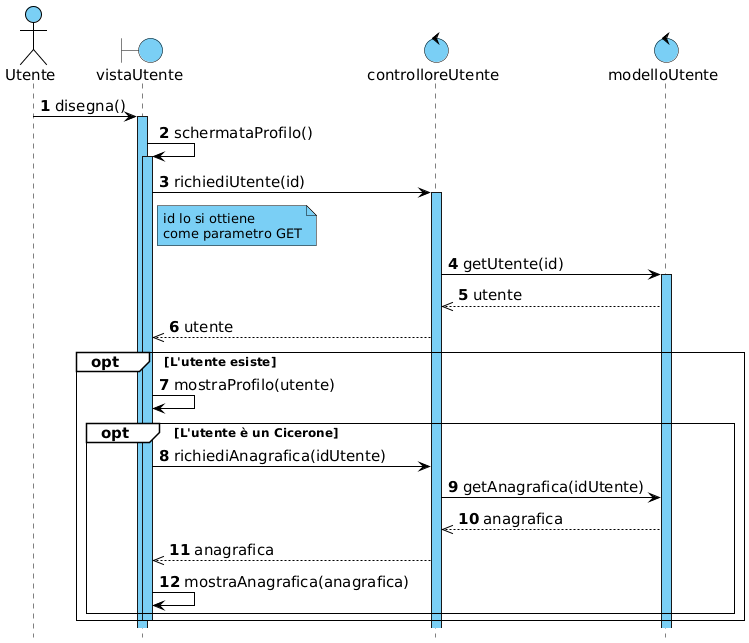 Utente
vistaUtente
controlloreUtente
modelloUtente
1 disegna()
2 schermataProfilo()
3 richiediUtente(id)
id lo si ottiene
come parametro GET
4 getUtente(id)
5 utente
6 utente
opt [L'utente esiste]
7 mostraProfilo(utente)
opt [L'utente è un Cicerone]
8 richiediAnagrafica(idUtente)
9 getAnagrafica(idUtente)
10 anagrafica
11 anagrafica
12 mostraAnagrafica(anagrafica)